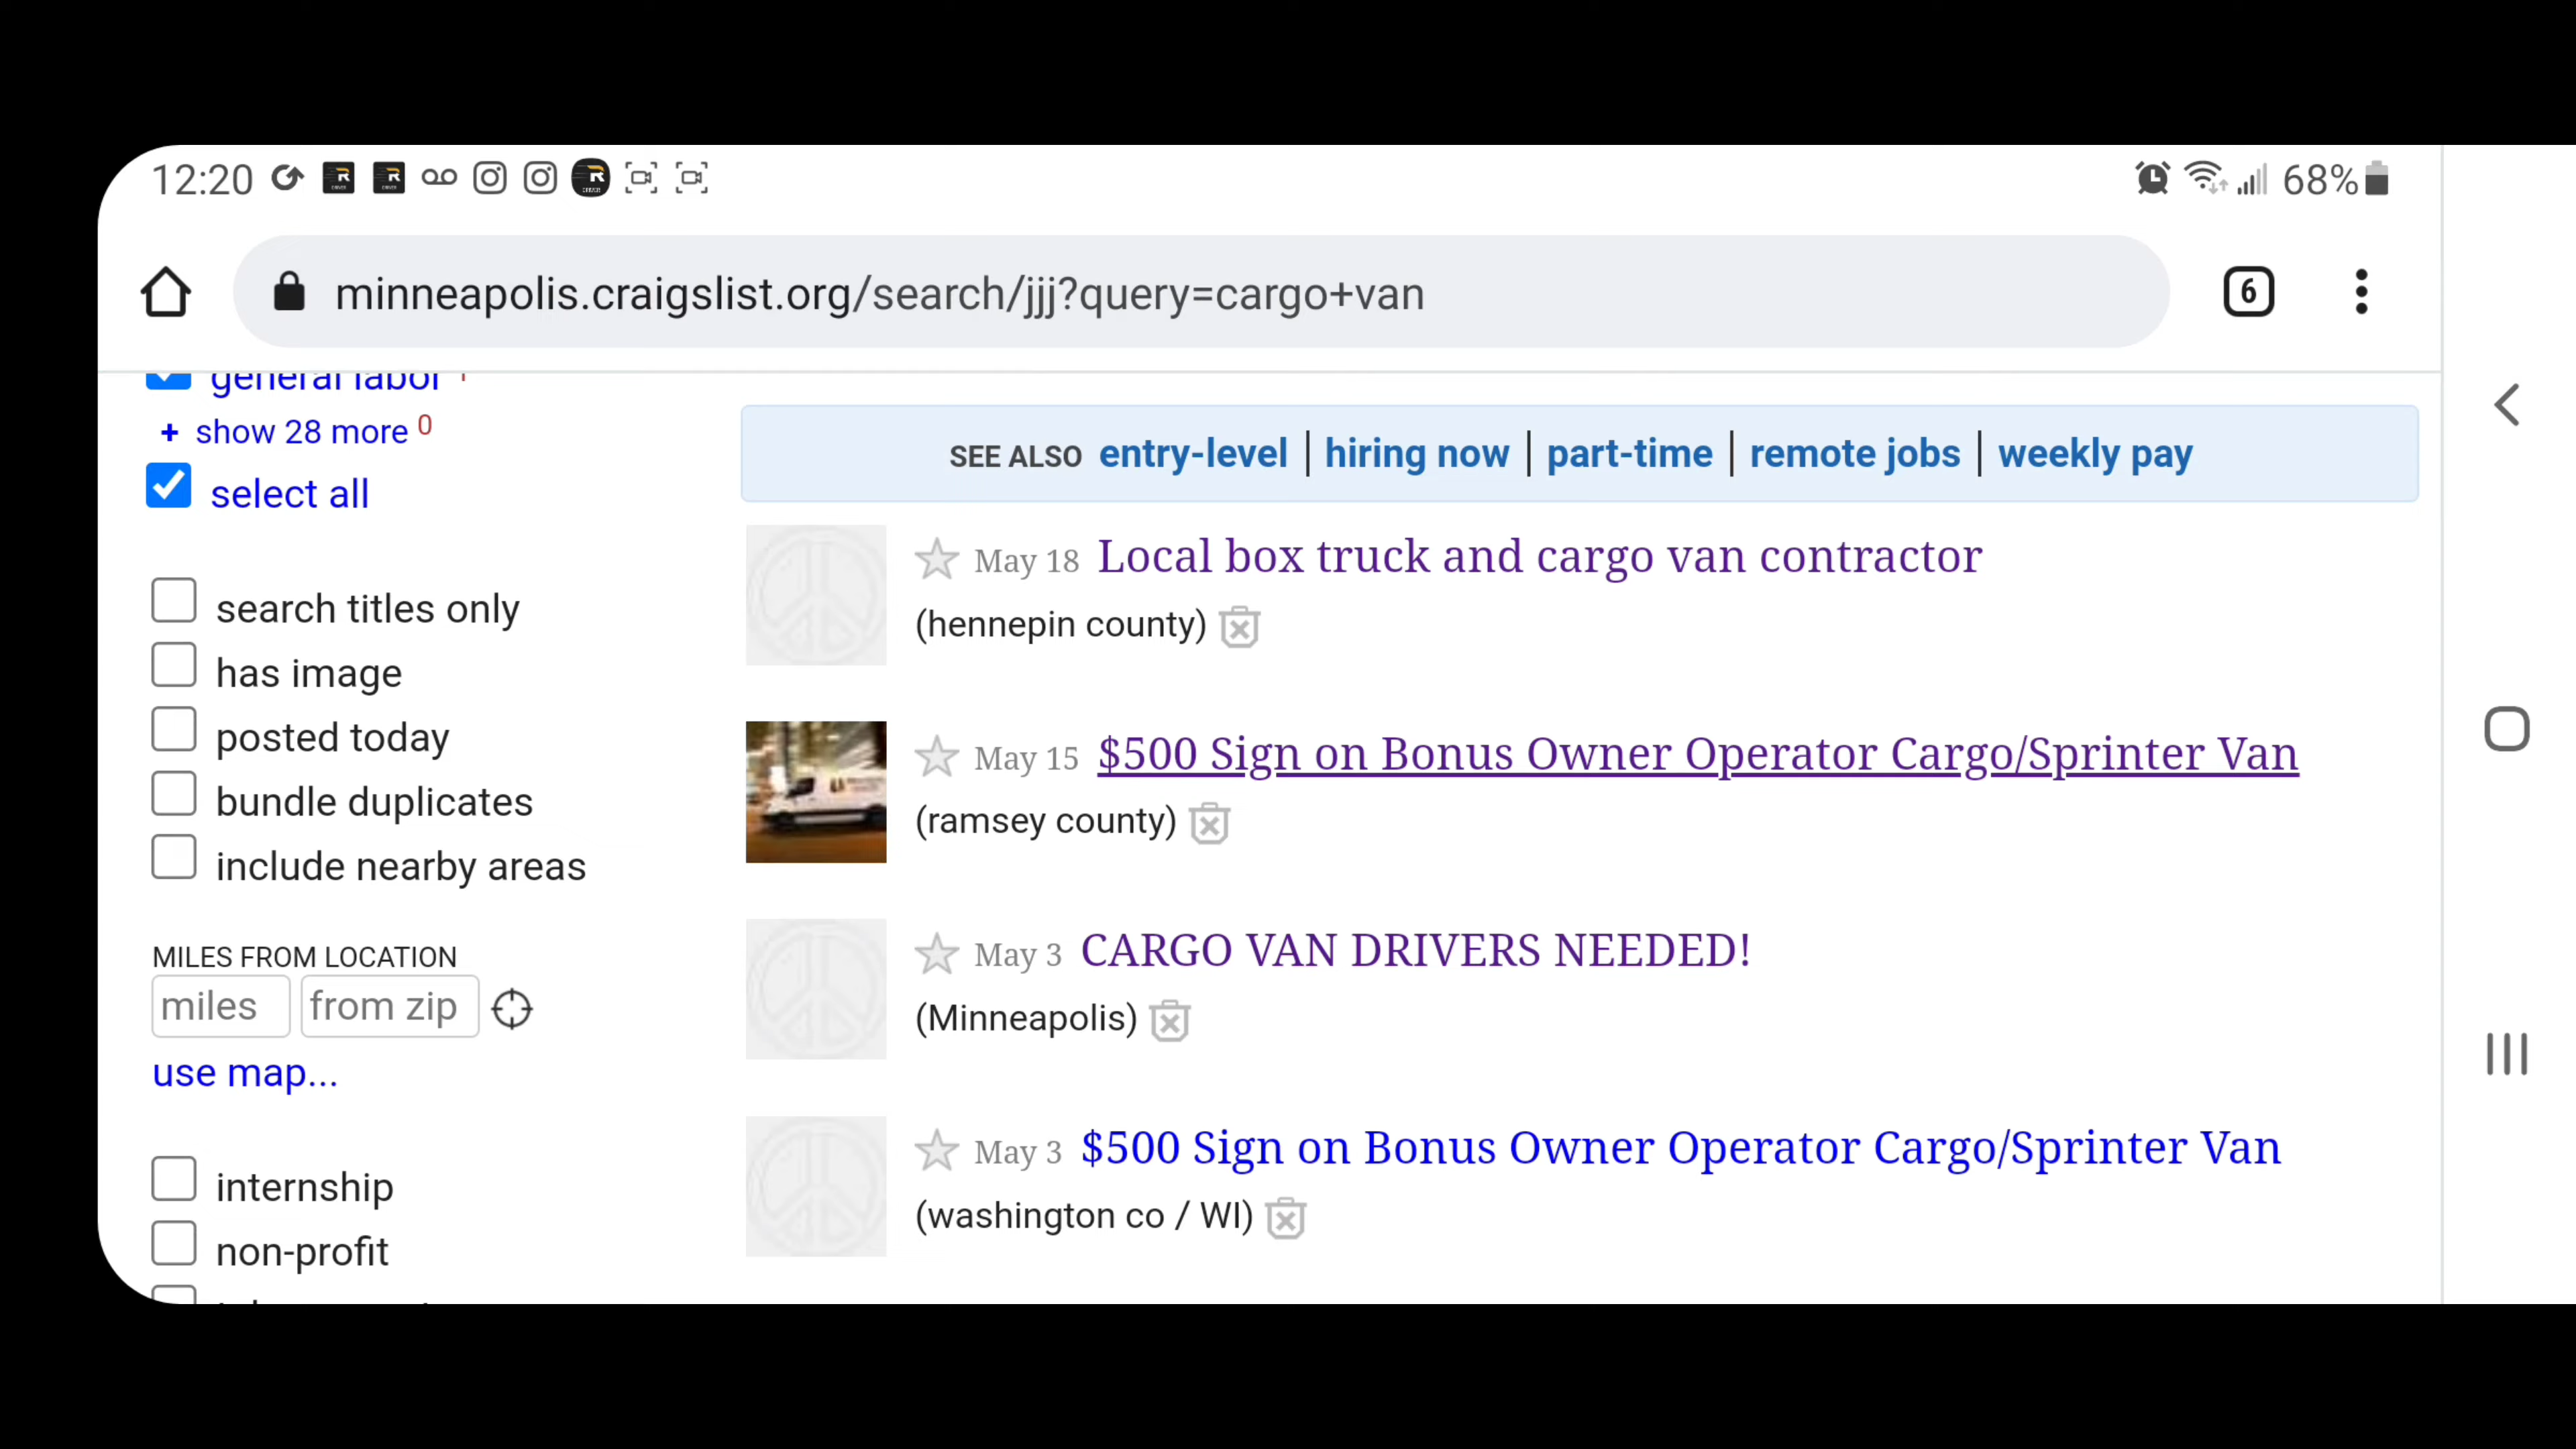 12:20
68%
minneapolis.craigslist.org/search/jjj?query=cargo+van
6
general labor
+ show 28 more 0
select all
search titles only
has image
posted today
bundle duplicates
include nearby areas
MILES FROM LOCATION
miles from zip
use map...
internship
non-profit
SEE ALSO entry-level | hiring now | part-time | remote jobs | weekly pay
May 18 Local box truck and cargo van contractor
(hennepin county)
May 15 $500 Sign on Bonus Owner Operator Cargo/Sprinter Van
(ramsey county)
May 3 CARGO VAN DRIVERS NEEDED!
(Minneapolis)
May 3 $500 Sign on Bonus Owner Operator Cargo/Sprinter Van
(washington co / WI)